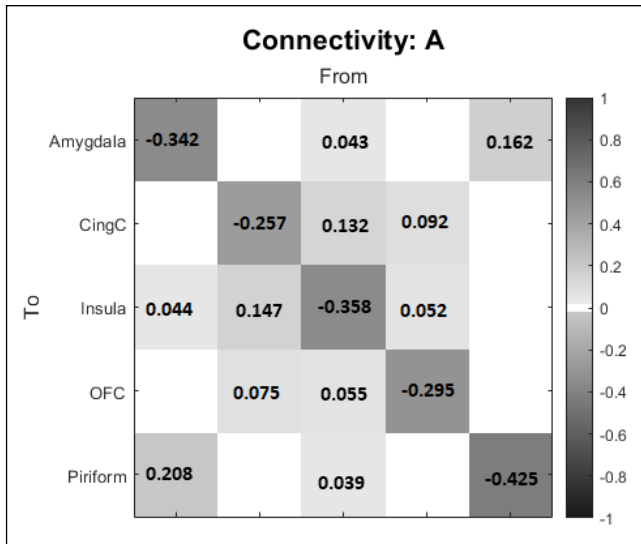 Connectivity: A
From
To
Amygdala -0.342 0.043 0.162
CingC -0.257 0.132 0.092
Insula 0.044 0.147 -0.358 0.052
OFC 0.075 0.055 -0.295
Piriform 0.208 0.039 -0.425
1
0.8
0.6
0.4
0.2
0
-0.2
-0.4
-0.6
-0.8
-1